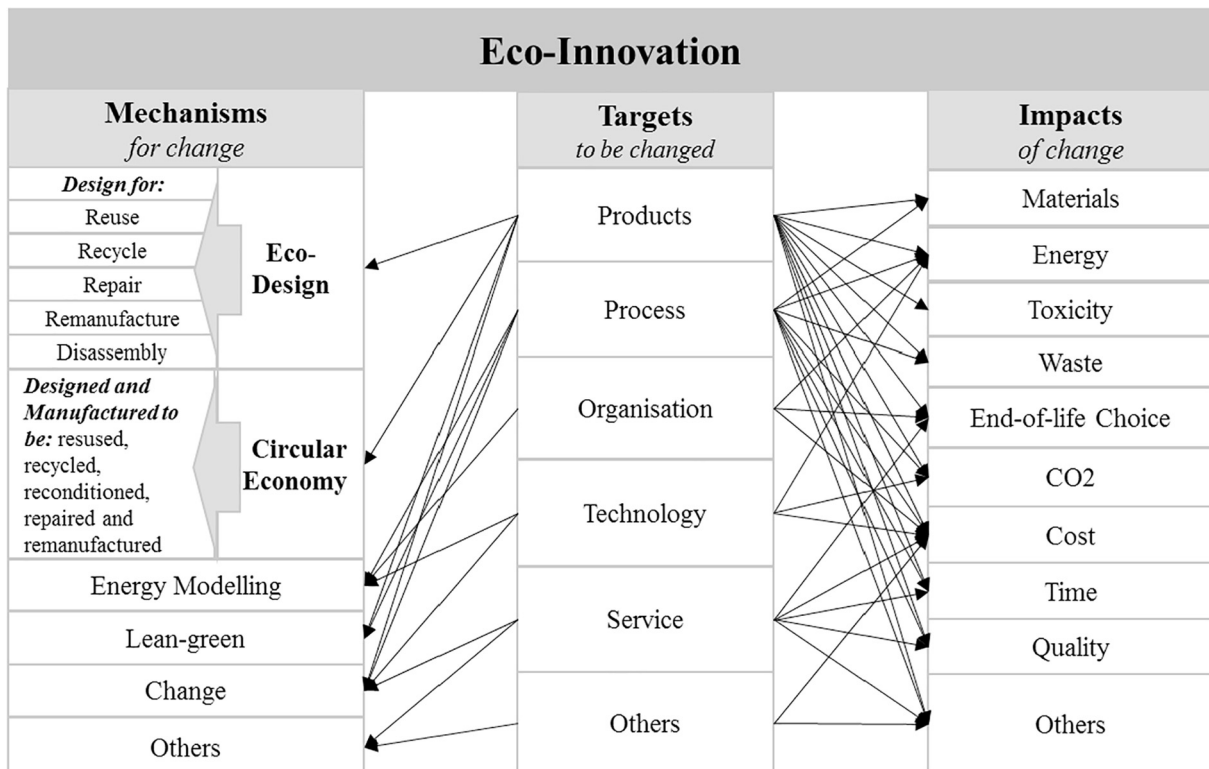 Eco-Innovation
Mechanisms
for change
Design for:
Reuse
Recycle
Repair
Remanufacture
Disassembly
Eco-
Design
Designed and
Manufactured to
be: resused,
recycled,
reconditioned,
repaired and
remanufactured
Circular
Economy
Energy Modelling
Lean-green
Change
Others
Targets
to be changed
Products
Process
Organisation
Technology
Service
Others
Impacts
of change
Materials
Energy
Toxicity
Waste
End-of-life Choice
CO2
Cost
Time
Quality
Others